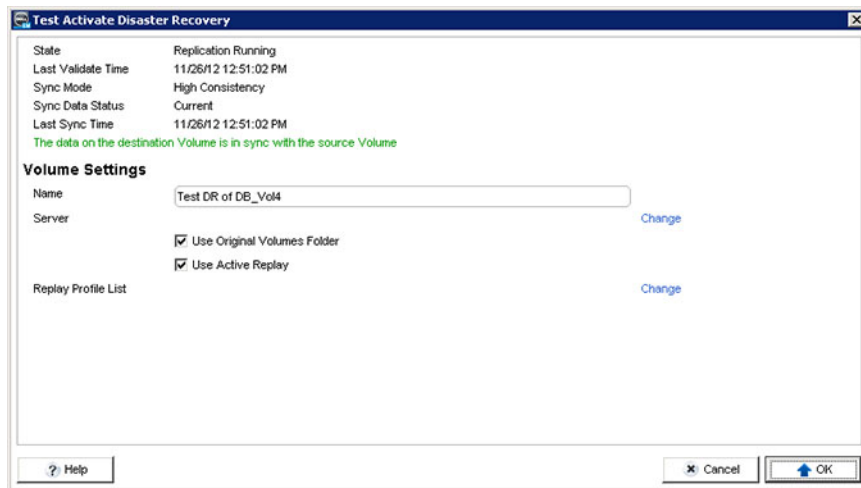 Test Activate Disaster Recovery
State Replication Running
Last Validate Time 11/26/12 12:51:02 PM
Sync Mode High Consistency
Sync Data Status Current
Last Sync Time 11/26/12 12:51:02 PM
The data on the destination Volume is in sync with the source Volume
Volume Settings
Name Test DR of DB_Vol4
Server Change
Use Original Volumes Folder
Use Active Replay
Replay Profile List Change
? Help Cancel OK